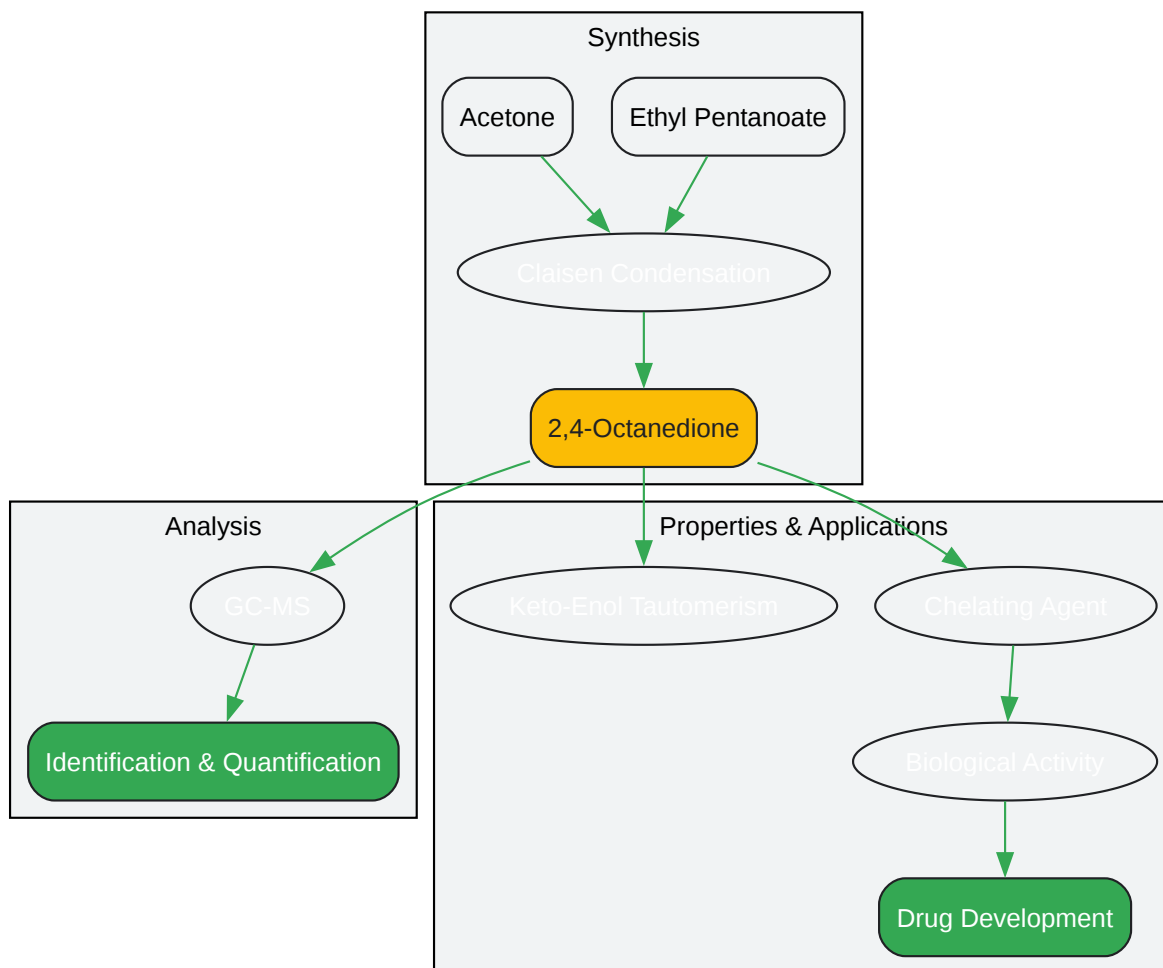 Synthesis
Acetone
Ethyl Pentanoate
Claisen Condensation
2,4-Octanedione
Analysis
GC-MS
Identification & Quantification
Properties & Applications
Keto-Enol Tautomerism
Chelating Agent
Biological Activity
Drug Development